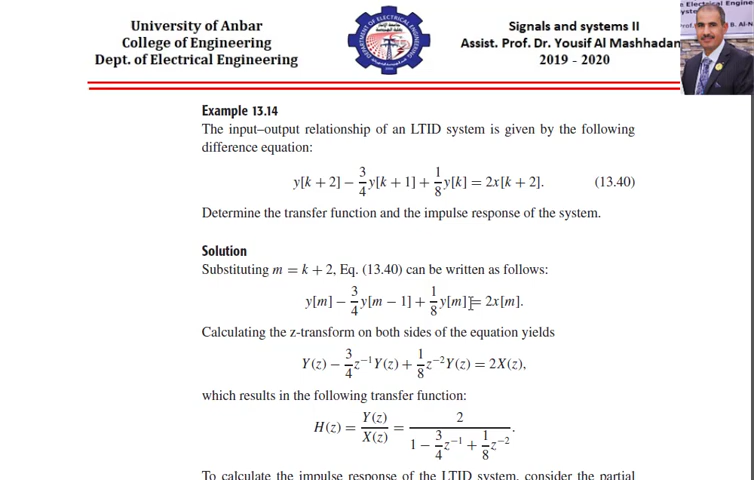 University of Anbar
College of Engineering
Dept. of Electrical Engineering
Signals and systems II
Assist. Prof. Dr. Yousif Al Mashhadan
2019 - 2020
Example 13.14
The input–output relationship of an LTID system is given by the following
difference equation:
y[k + 2] − 3/4 y[k + 1] + 1/8 y[k] = 2x[k + 2]. (13.40)
Determine the transfer function and the impulse response of the system.
Solution
Substituting m = k + 2, Eq. (13.40) can be written as follows:
y[m] − 3/4 y[m − 1] + 1/8 y[m] = 2x[m].
Calculating the z-transform on both sides of the equation yields
Y(z) − 3/4 z⁻¹Y(z) + 1/8 z⁻²Y(z) = 2X(z),
which results in the following transfer function:
H(z) = Y(z)/X(z) = 2/(1 − 3/4 z⁻¹ + 1/8 z⁻²).
To calculate the impulse response of the LTID system, consider the partial